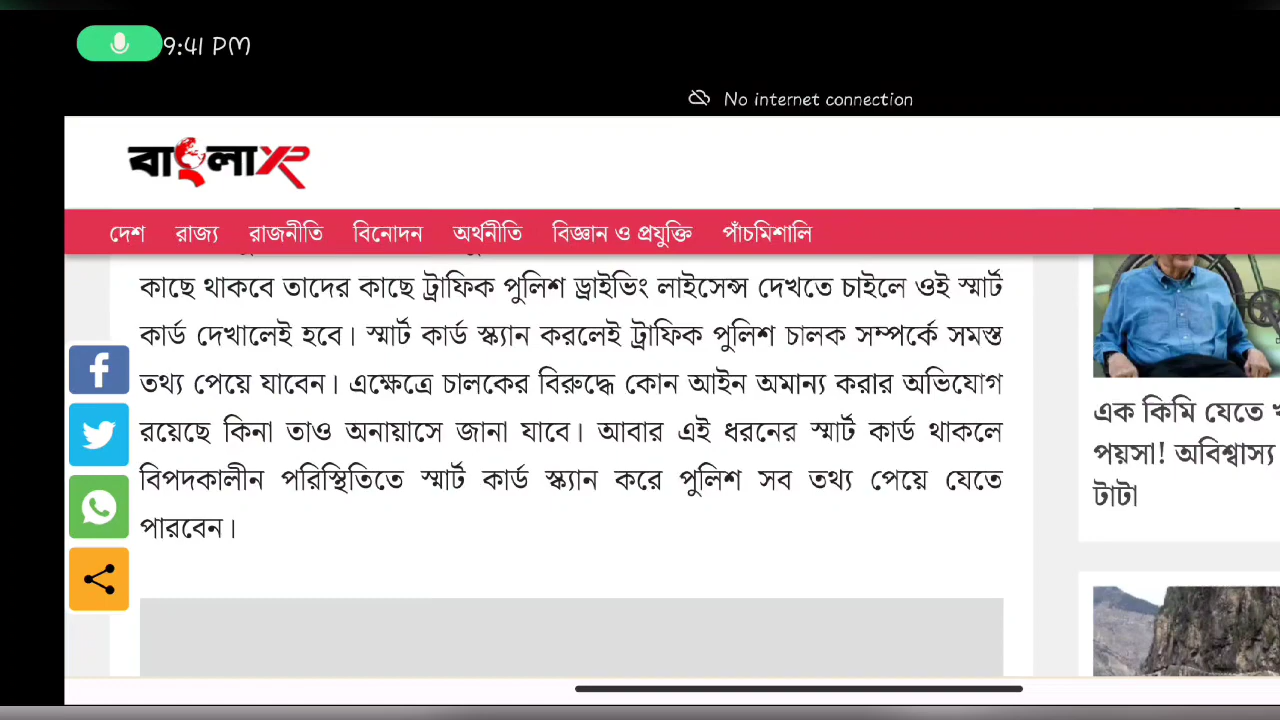 9:41 PM
No internet connection
বাংলাXP
দেশ রাজ্য রাজনীতি বিনোদন অর্থনীতি বিজ্ঞান ও প্রযুক্তি পাঁচমিশালি
কাছে থাকবে তাদের কাছে ট্রাফিক পুলিশ ড্রাইভিং লাইসেন্স দেখতে চাইলে ওই স্মার্ট
কার্ড দেখালেই হবে। স্মার্ট কার্ড স্ক্যান করলেই ট্রাফিক পুলিশ চালক সম্পর্কে সমস্ত
তথ্য পেয়ে যাবেন। এক্ষেত্রে চালকের বিরুদ্ধে কোন আইন অমান্য করার অভিযোগ
রয়েছে কিনা তাও অনায়াসে জানা যাবে। আবার এই ধরনের স্মার্ট কার্ড থাকলে
বিপদকালীন পরিস্থিতিতে স্মার্ট কার্ড স্ক্যান করে পুলিশ সব তথ্য পেয়ে যেতে
পারবেন।
এক কিমি যেতে
পয়সা! অবিশ্বাস্য
টাটা